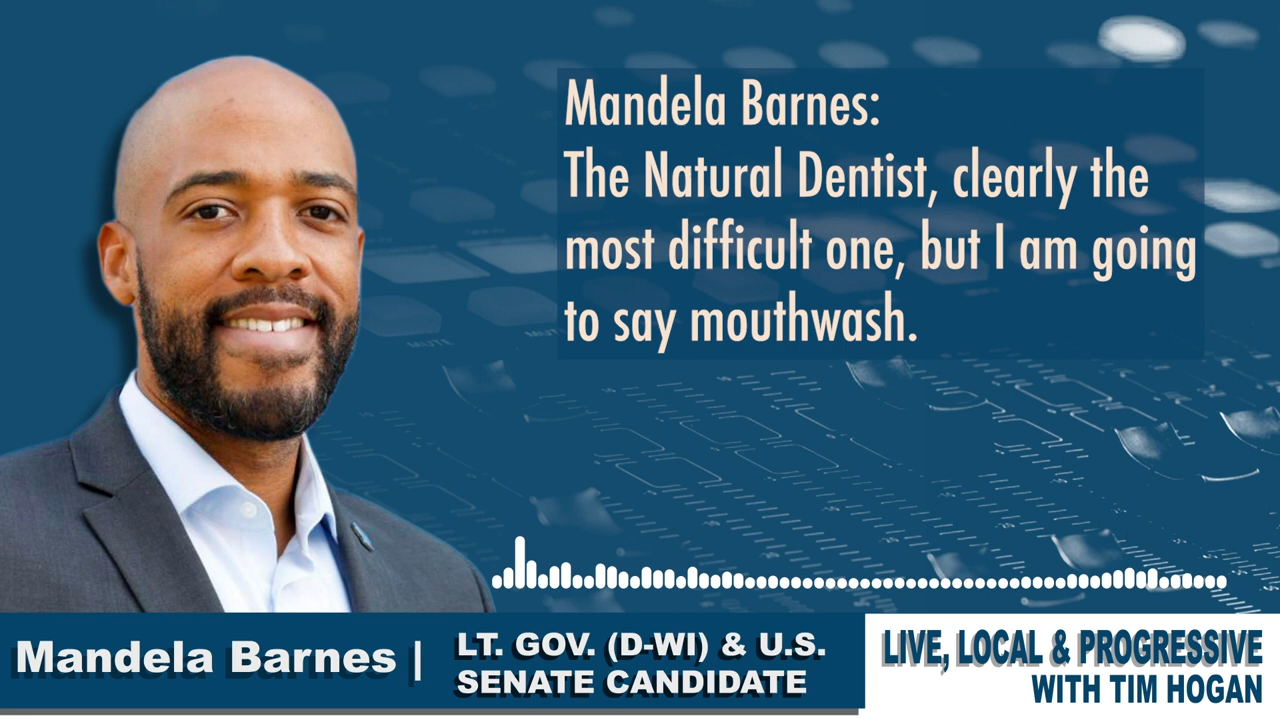 Mandela Barnes:
The Natural Dentist, clearly the
most difficult one, but I am going
to say mouthwash.
MUTE
Mandela Barnes |
LT. GOV. (D-WI) & U.S.
SENATE CANDIDATE
LIVE, LOCAL & PROGRESSIVE
WITH TIM HOGAN